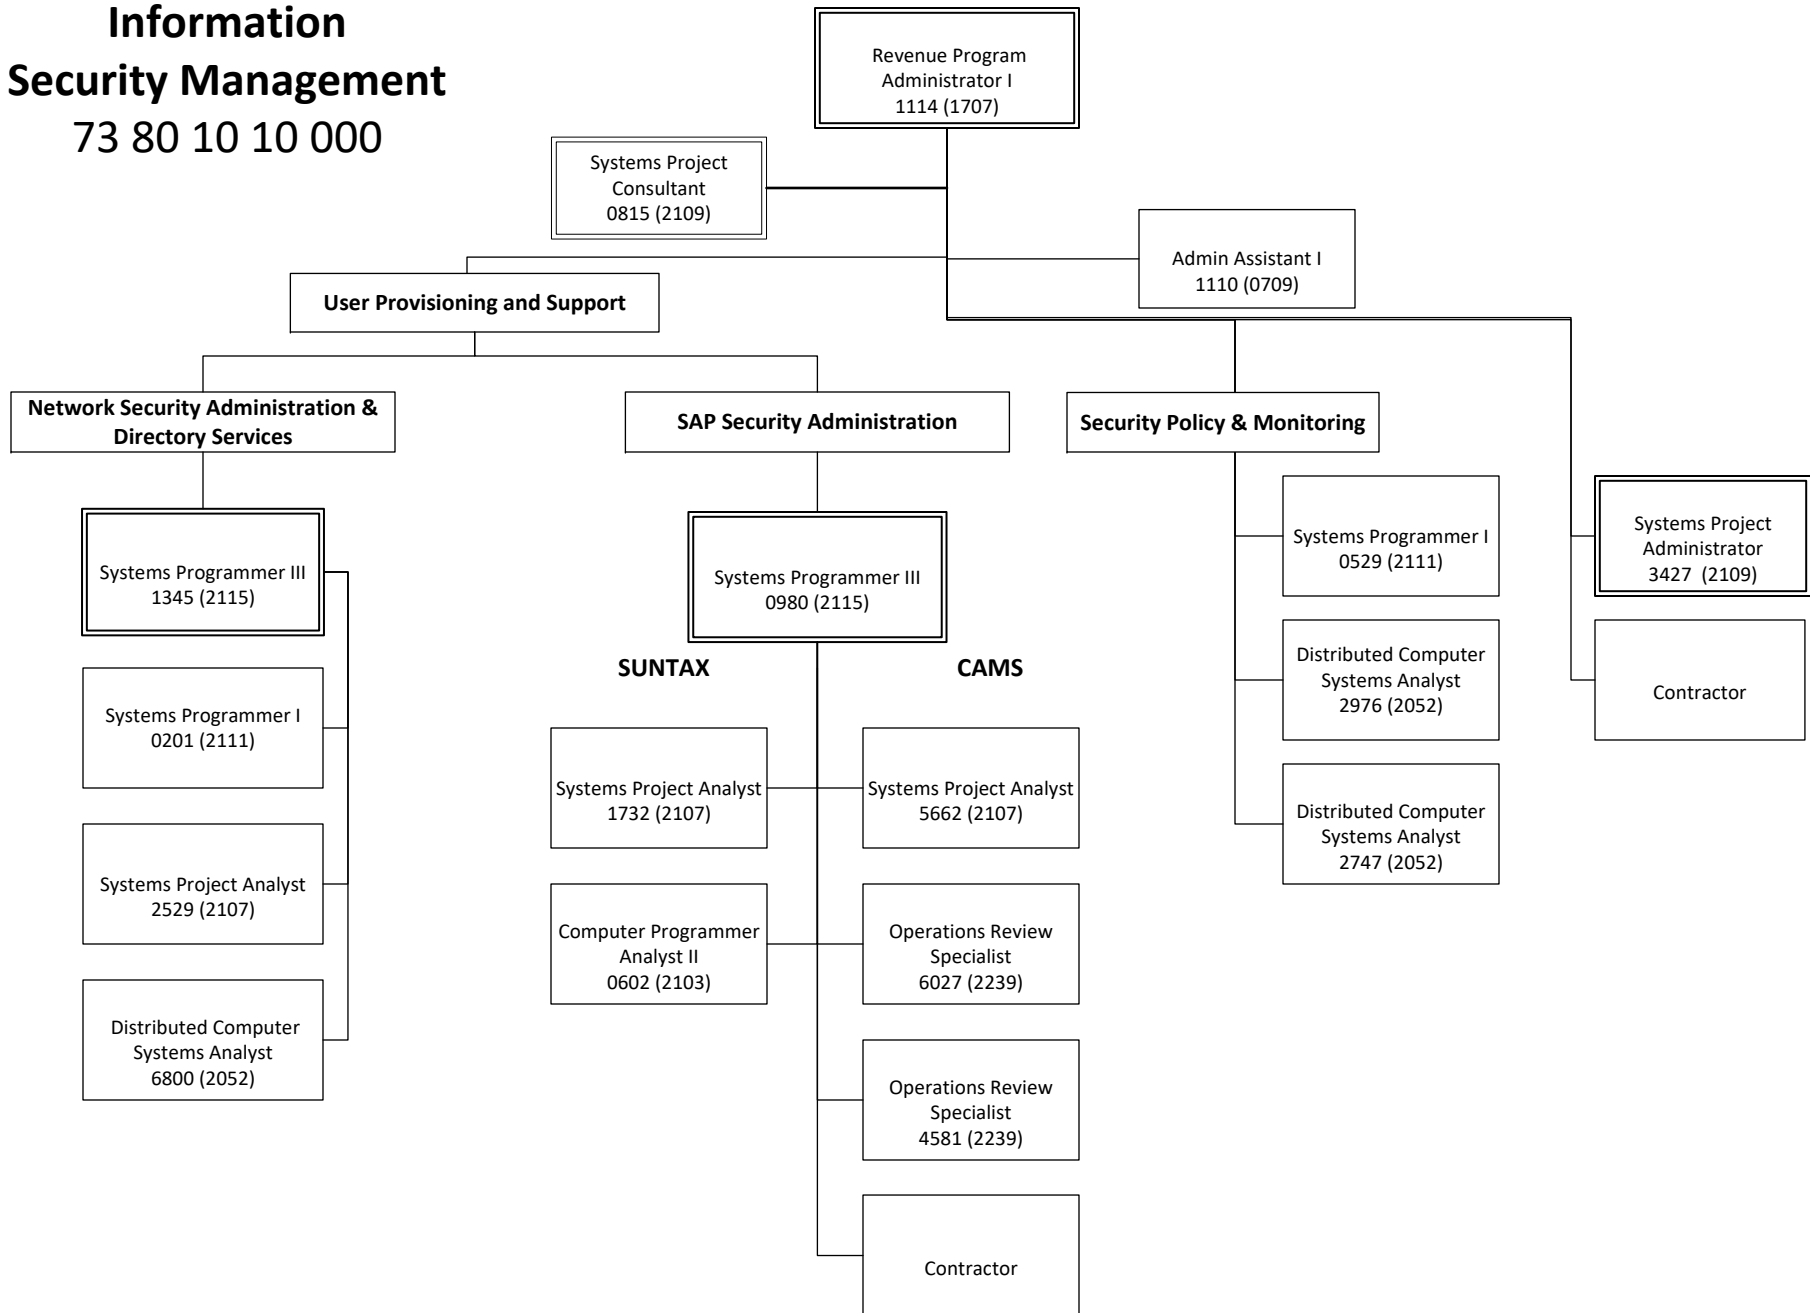 Information
Security Management
73 80 10 10 000
Revenue Program
Administrator I
1114 (1707)
Systems Project
Consultant
0815 (2109)
Admin Assistant I
1110 (0709)
User Provisioning and Support
Network Security Administration &
Directory Services
SAP Security Administration
Security Policy & Monitoring
Systems Programmer III
1345 (2115)
Systems Programmer I
0201 (2111)
Systems Project Analyst
2529 (2107)
Distributed Computer
Systems Analyst
6800 (2052)
Systems Programmer III
0980 (2115)
SUNTAX
CAMS
Systems Project Analyst
1732 (2107)
Systems Project Analyst
5662 (2107)
Computer Programmer
Analyst II
0602 (2103)
Operations Review
Specialist
6027 (2239)
Operations Review
Specialist
4581 (2239)
Contractor
Systems Programmer I
0529 (2111)
Distributed Computer
Systems Analyst
2976 (2052)
Distributed Computer
Systems Analyst
2747 (2052)
Systems Project
Administrator
3427  (2109)
Contractor